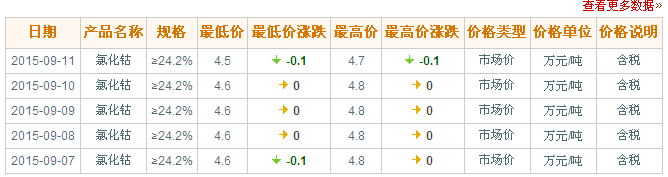 查看更多数据»
日期 产品名称 规格 最低价 最低价涨跌 最高价 最高价涨跌 价格类型 价格单位 价格说明
2015-09-11 氯化钴 ≥24.2% 4.5 -0.1 4.7 -0.1 市场价 万元/吨 含税
2015-09-10 氯化钴 ≥24.2% 4.6 0 4.8 0 市场价 万元/吨 含税
2015-09-09 氯化钴 ≥24.2% 4.6 0 4.8 0 市场价 万元/吨 含税
2015-09-08 氯化钴 ≥24.2% 4.6 0 4.8 0 市场价 万元/吨 含税
2015-09-07 氯化钴 ≥24.2% 4.6 -0.1 4.8 0 市场价 万元/吨 含税